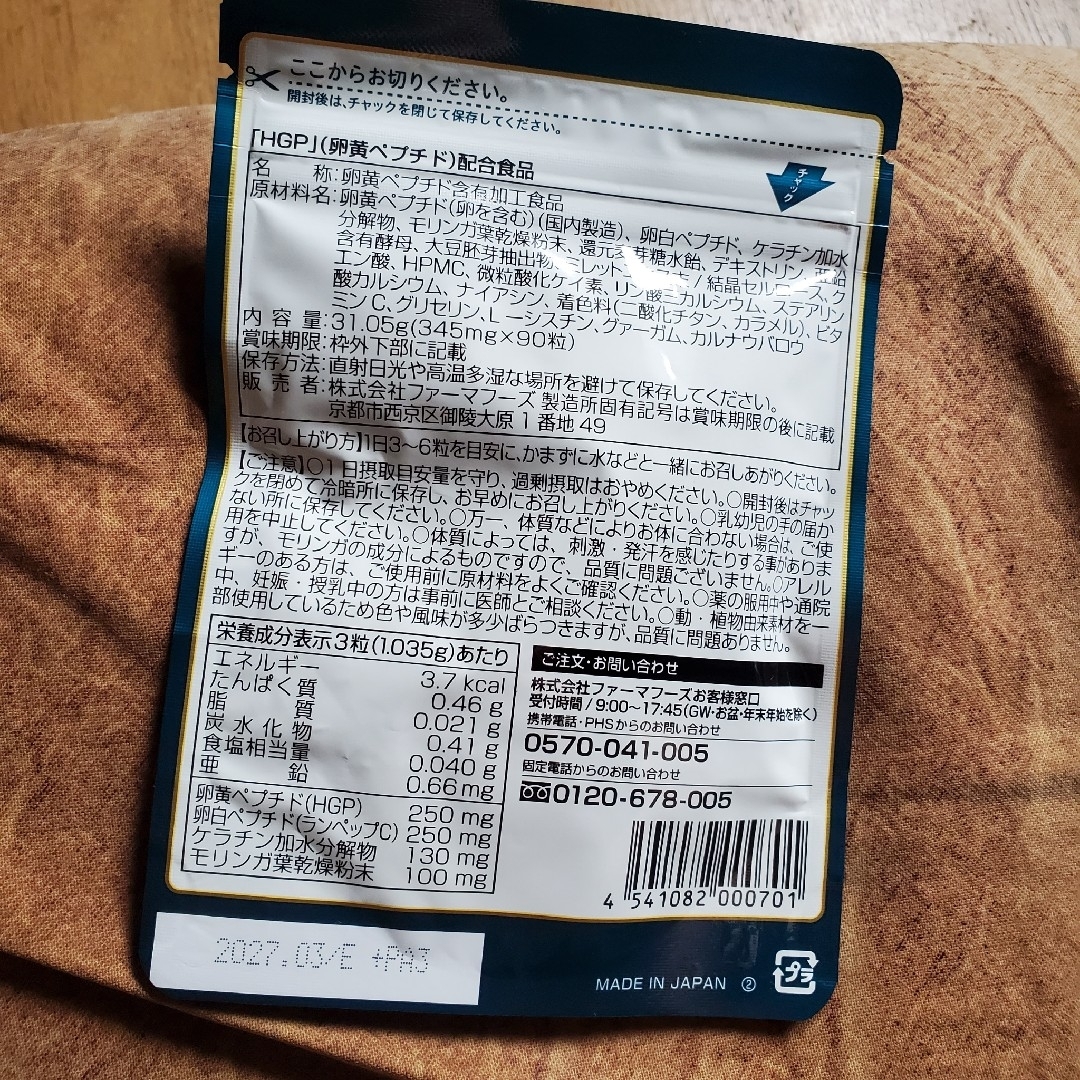 ここからお切りください。
開封後は、チャックを閉じて保存してください。
チャック
「HGP」(卵黄ペプチド)配合食品
名 称:卵黄ペプチド含有加工食品
原材料名:卵黄ペプチド(卵を含む)(国内製造)、卵白ペプチド、ケラチン加水
分解物、モリンガ葉乾燥粉末、還元麦芽糖水飴、デキストリン、亜鉛
含有酵母、大豆胚芽抽出物、ミレット / 結晶セルロース、ク
エン酸、HPMC、微粒酸化ケイ素、リン酸三カルシウム、ステアリン
酸カルシウム、ナイアシン、着色料(二酸化チタン、カラメル)、ビタ
ミンC、グリセリン、L－シスチン、グァーガム、カルナウバロウ
内 容 量:31.05g(345mg×90粒)
賞味期限:枠外下部に記載
保存方法:直射日光や高温多湿な場所を避けて保存してください。
販 売 者:株式会社ファーマフーズ 製造所固有記号は賞味期限の後に記載
京都市西京区御陵大原1番地49
【お召し上がり方】1日3～6粒を目安に、かまずに水などと一緒にお召しあがりください。
【ご注意】○1日摂取目安量を守り、過剰摂取はおやめください。○開封後はチャッ
クを閉めて冷暗所に保存し、お早めにお召し上がりください。○乳幼児の手の届か
ない所に保存してください。○万一、体質などによりお体に合わない場合は、ご使
用を中止してください。○体質によっては、刺激・発汗を感じたりする事がありま
すが、モリンガの成分によるものですので、品質に問題ございません。○アレル
ギーのある方は、ご使用前に原材料をよくご確認ください。○薬の服用中や通院
中、妊娠・授乳中の方は事前に医師とご相談ください。○動・植物由来素材を一
部使用しているため色や風味が多少ばらつきますが、品質に問題ありません。
栄養成分表示3粒(1.035g)あたり
エネルギー 3.7 kcal
たんぱく質 0.46 g
脂 質 0.021 g
炭水化物 0.41 g
食塩相当量 0.040 g
亜 鉛 0.66 mg
卵黄ペプチド(HGP) 250 mg
卵白ペプチド(ランペップC) 250 mg
ケラチン加水分解物 130 mg
モリンガ葉乾燥粉末 100 mg
ご注文・お問い合わせ
株式会社ファーマフーズお客様窓口
受付時間/9:00～17:45(GW・お盆・年末年始を除く)
携帯電話・PHSからのお問い合わせ
0570-041-005
固定電話からのお問い合わせ
0120-678-005
4 541082 000701
2027.03/E +PA3
MADE IN JAPAN ②
プラ